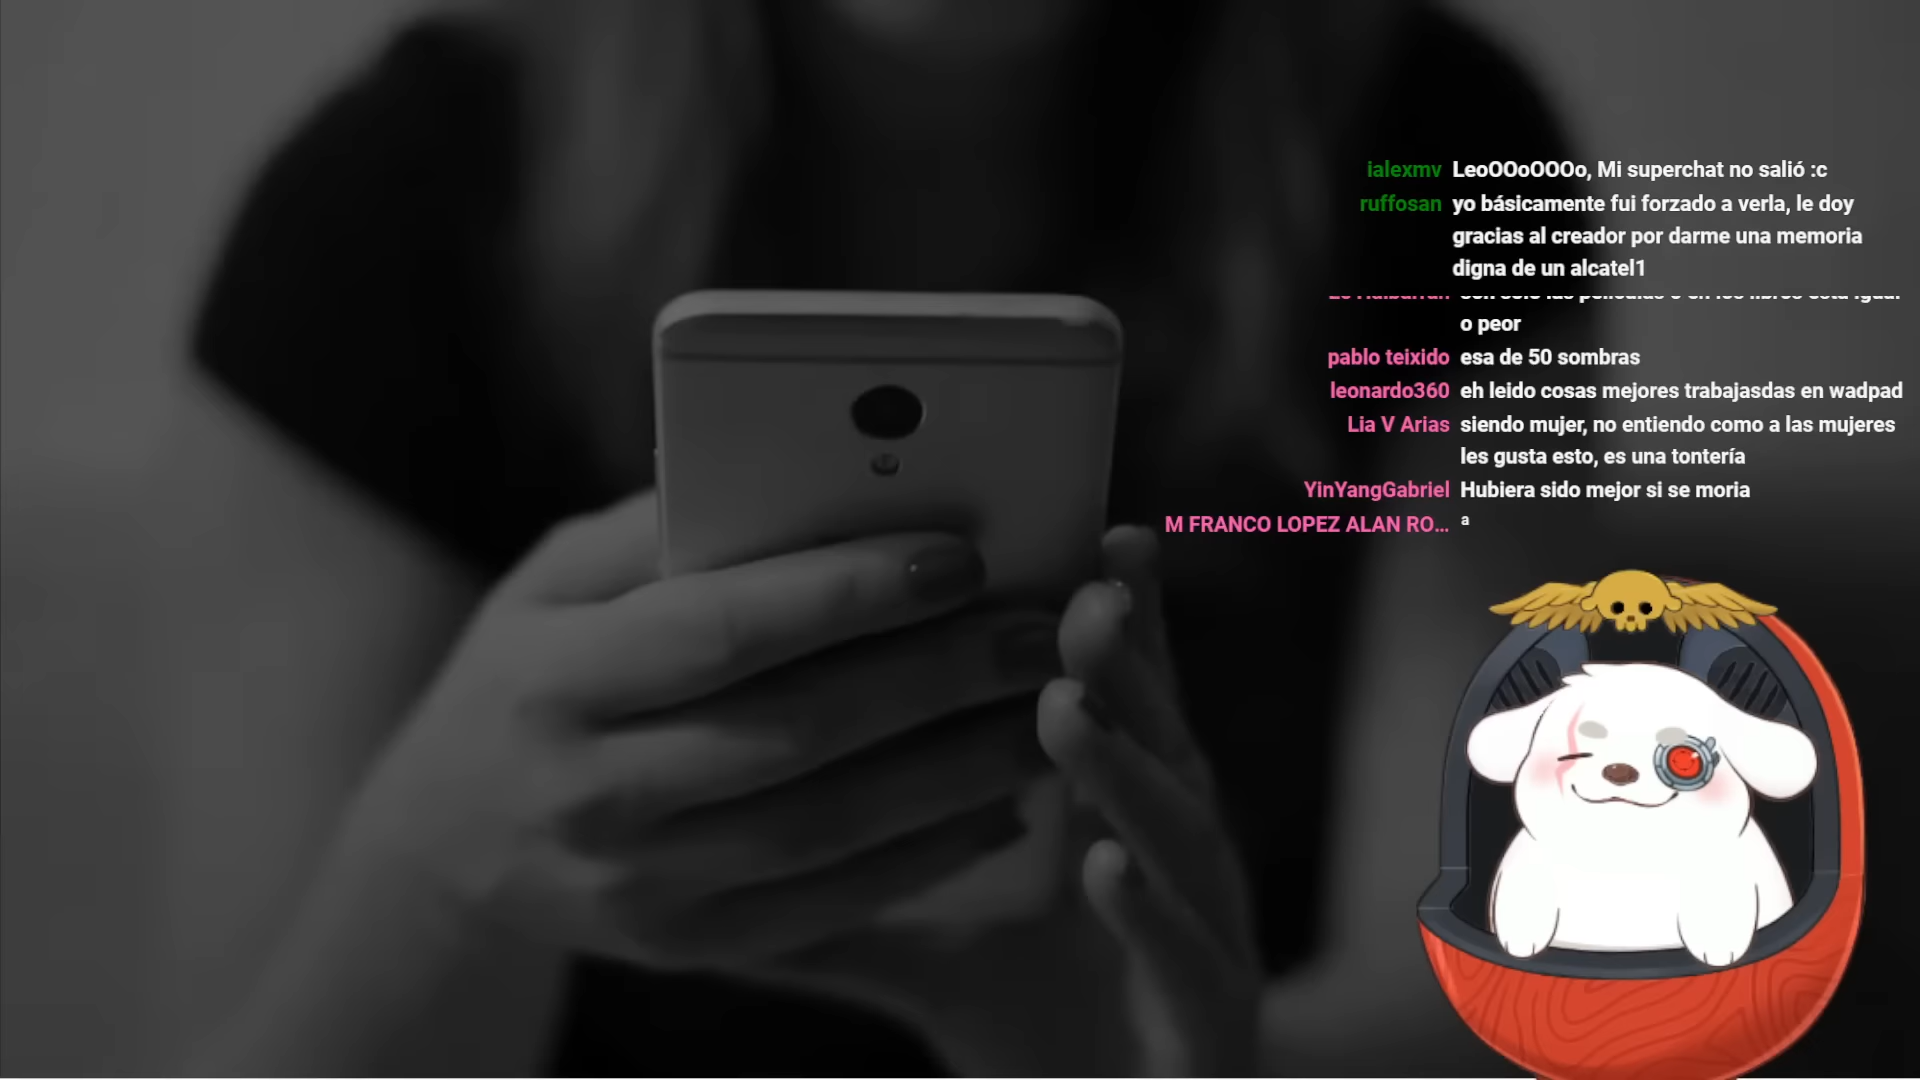 ialexmv LeoOOoOOOo, Mi superchat no salió :c
ruffosan yo básicamente fui forzado a verla, le doy
gracias al creador por darme una memoria
digna de un alcatel1
o peor
pablo teixido esa de 50 sombras
leonardo360 eh leido cosas mejores trabajasdas en wadpad
Lia V Arias siendo mujer, no entiendo como a las mujeres
les gusta esto, es una tontería
YinYangGabriel Hubiera sido mejor si se moria
M FRANCO LOPEZ ALAN RO... a